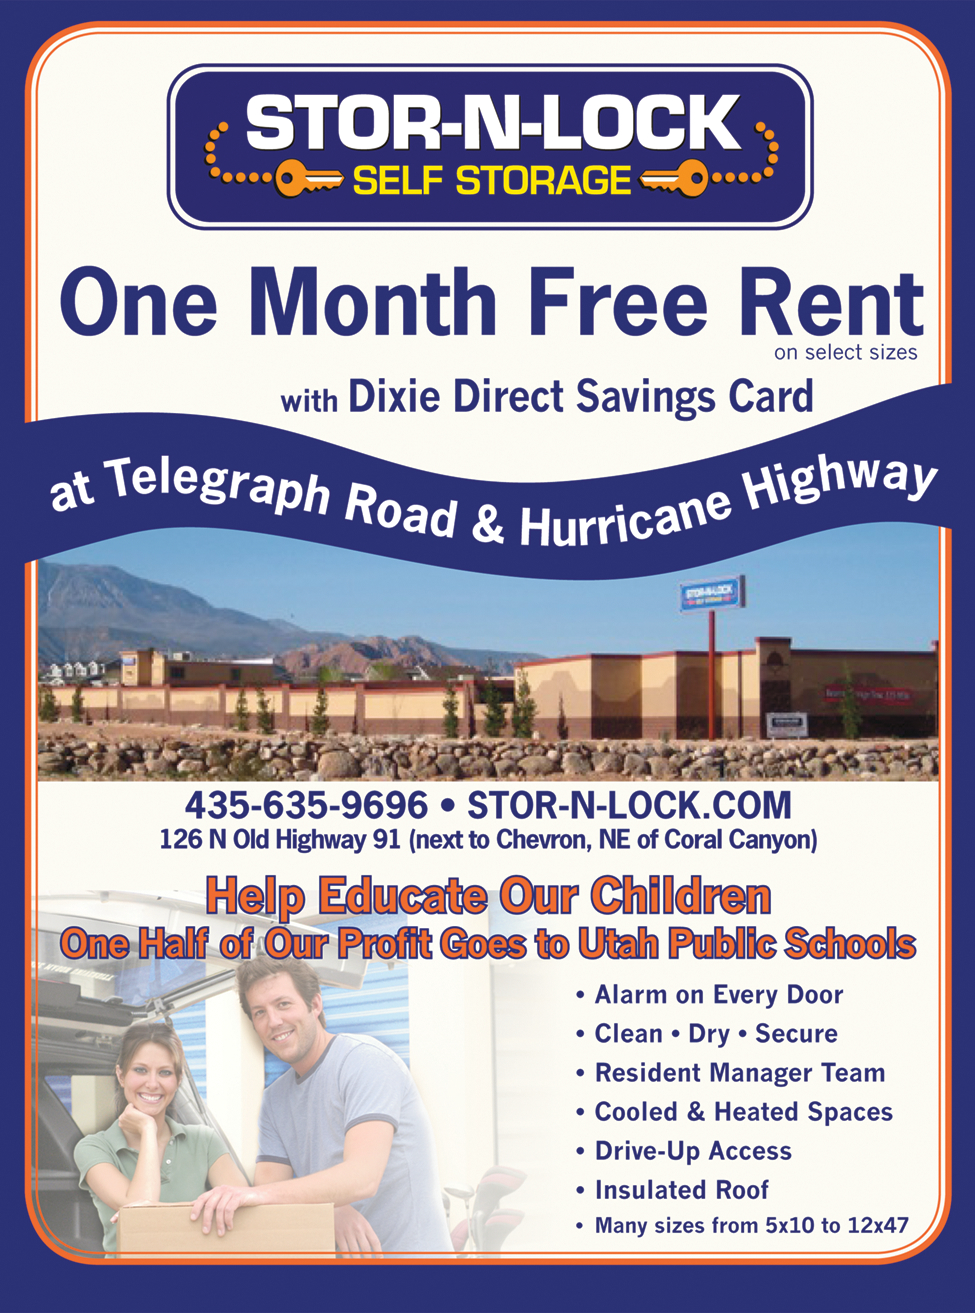 STOR-N-LOCK
SELF STORAGE
One Month Free Rent
on select sizes
with Dixie Direct Savings Card
at Telegraph Road & Hurricane Highway
STOR-N-LOCK
SELF STORAGE
435-635-9696 • STOR-N-LOCK.COM
126 N Old Highway 91 (next to Chevron, NE of Coral Canyon)
Help Educate Our Children
One Half of Our Profit Goes to Utah Public Schools
• Alarm on Every Door
• Clean • Dry • Secure
• Resident Manager Team
• Cooled & Heated Spaces
• Drive-Up Access
• Insulated Roof
• Many sizes from 5x10 to 12x47